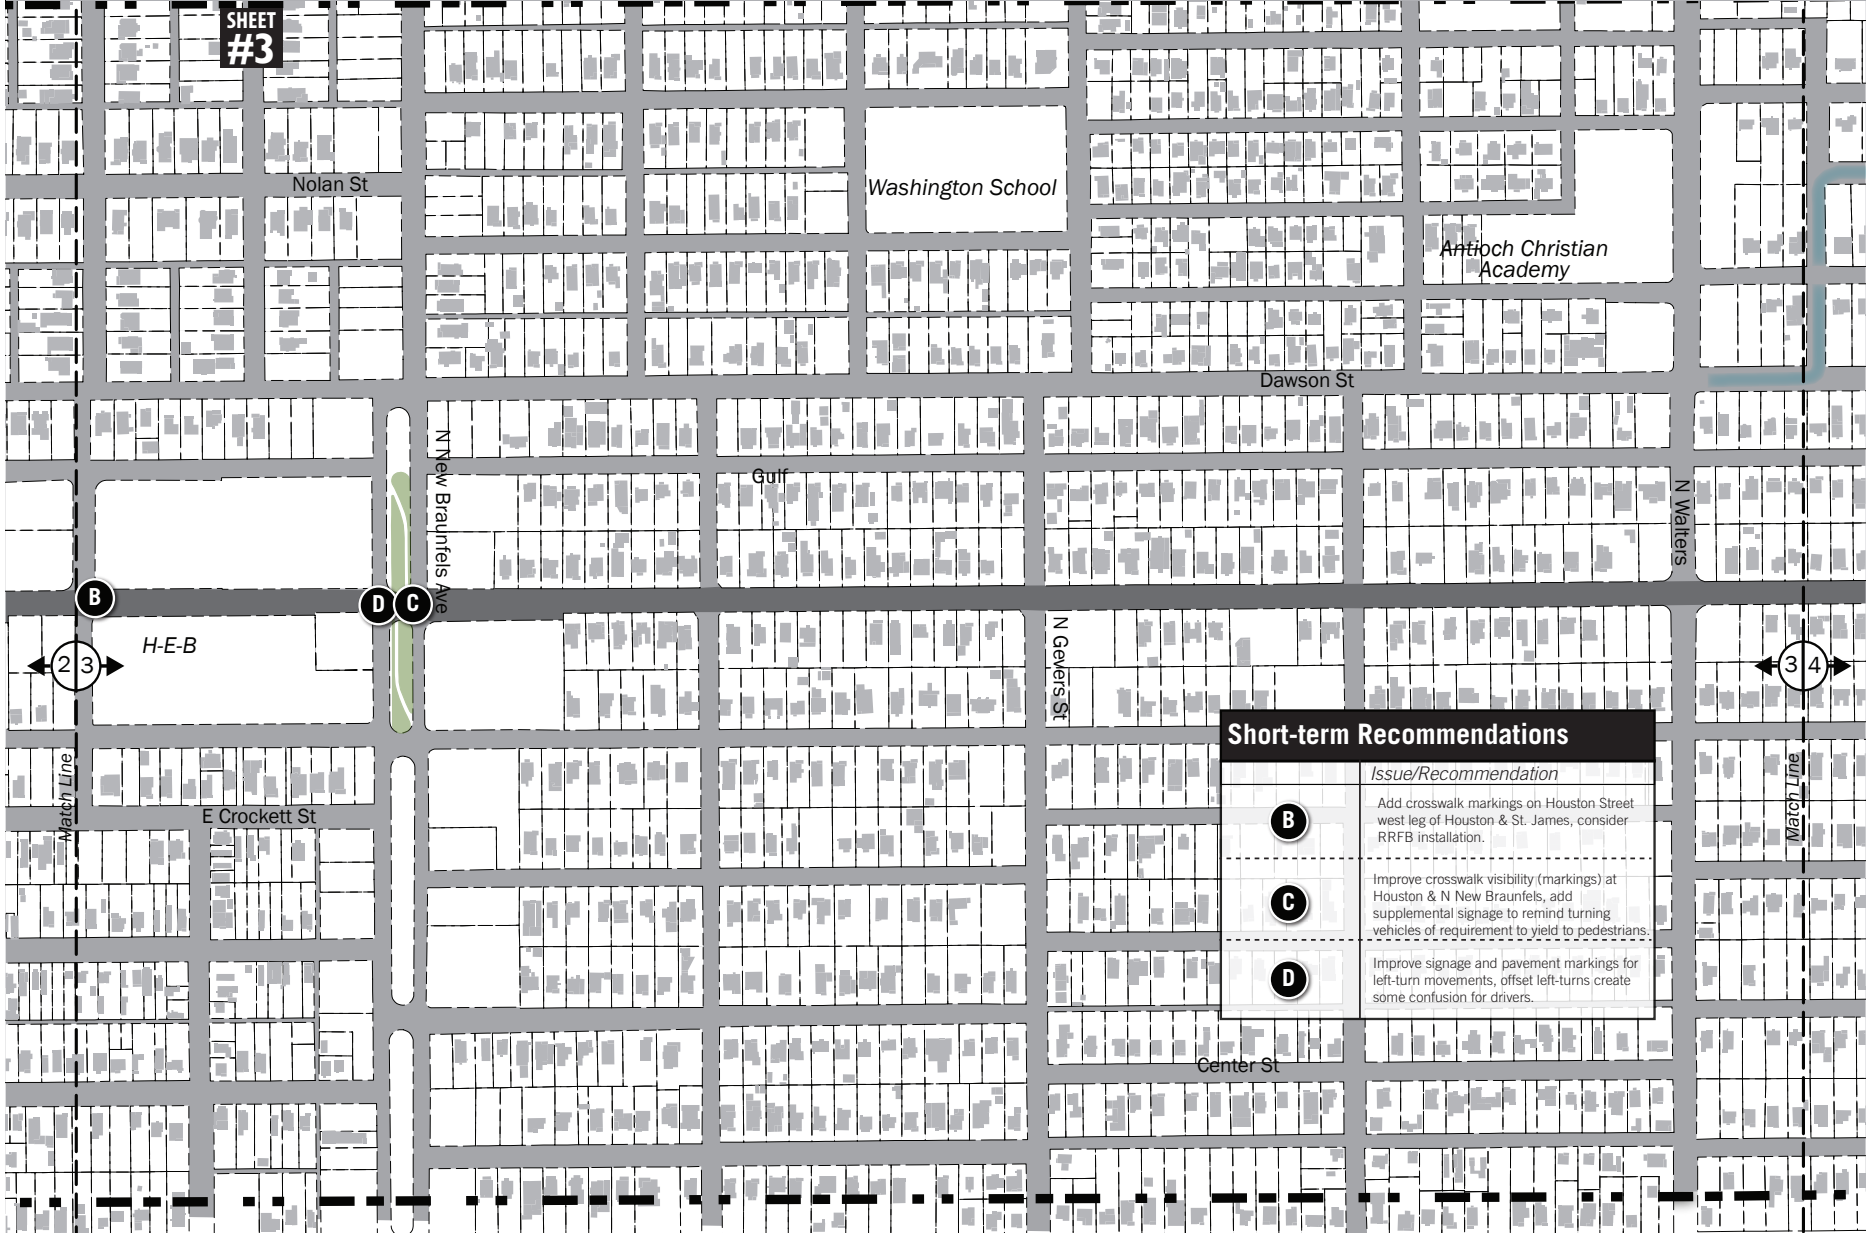 SHEET
#3
Nolan St
Washington School
Antioch Christian
Academy
Dawson St
N New Braunfels Ave
Gulf
N Walters
B
D
C
H-E-B
2
3
N Gevers St
3
4
Match Line
Match Line
E Crockett St
Short-term Recommendations
Issue/Recommendation
B
Add crosswalk markings on Houston Street
west leg of Houston & St. James, consider
RRFB installation.
C
Improve crosswalk visibility (markings) at
Houston & N New Braunfels, add
supplemental signage to remind turning
vehicles of requirement to yield to pedestrians.
D
Improve signage and pavement markings for
left-turn movements, offset left-turns create
some confusion for drivers.
Center St